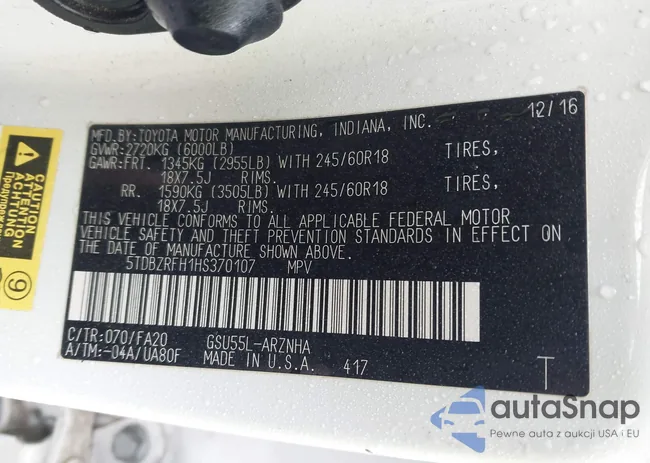 12/16
MFD.BY:TOYOTA MOTOR MANUFACTURING, INDIANA, INC.
GVWR:2720KG (6000LB)
GAWR:FRT. 1345KG (2955LB) WITH 245/60R18 TIRES,
18X7.5J RIMS.
RR. 1590KG (3505LB) WITH 245/60R18 TIRES,
18X7.5J RIMS.
THIS VEHICLE CONFORMS TO ALL APPLICABLE FEDERAL MOTOR
VEHICLE SAFETY AND THEFT PREVENTION STANDARDS IN EFFECT ON
THE DATE OF MANUFACTURE SHOWN ABOVE.
5TDBZRFH1HS370107 MPV
C/TR:070/FA20 GSU55L-ARZNHA
A/TM:-04A/UA80F MADE IN U.S.A. 417
T
CAUTION
ATTENTION
ACHTUNG
9
autaSnap
Pewne auta z aukcji USA i EU